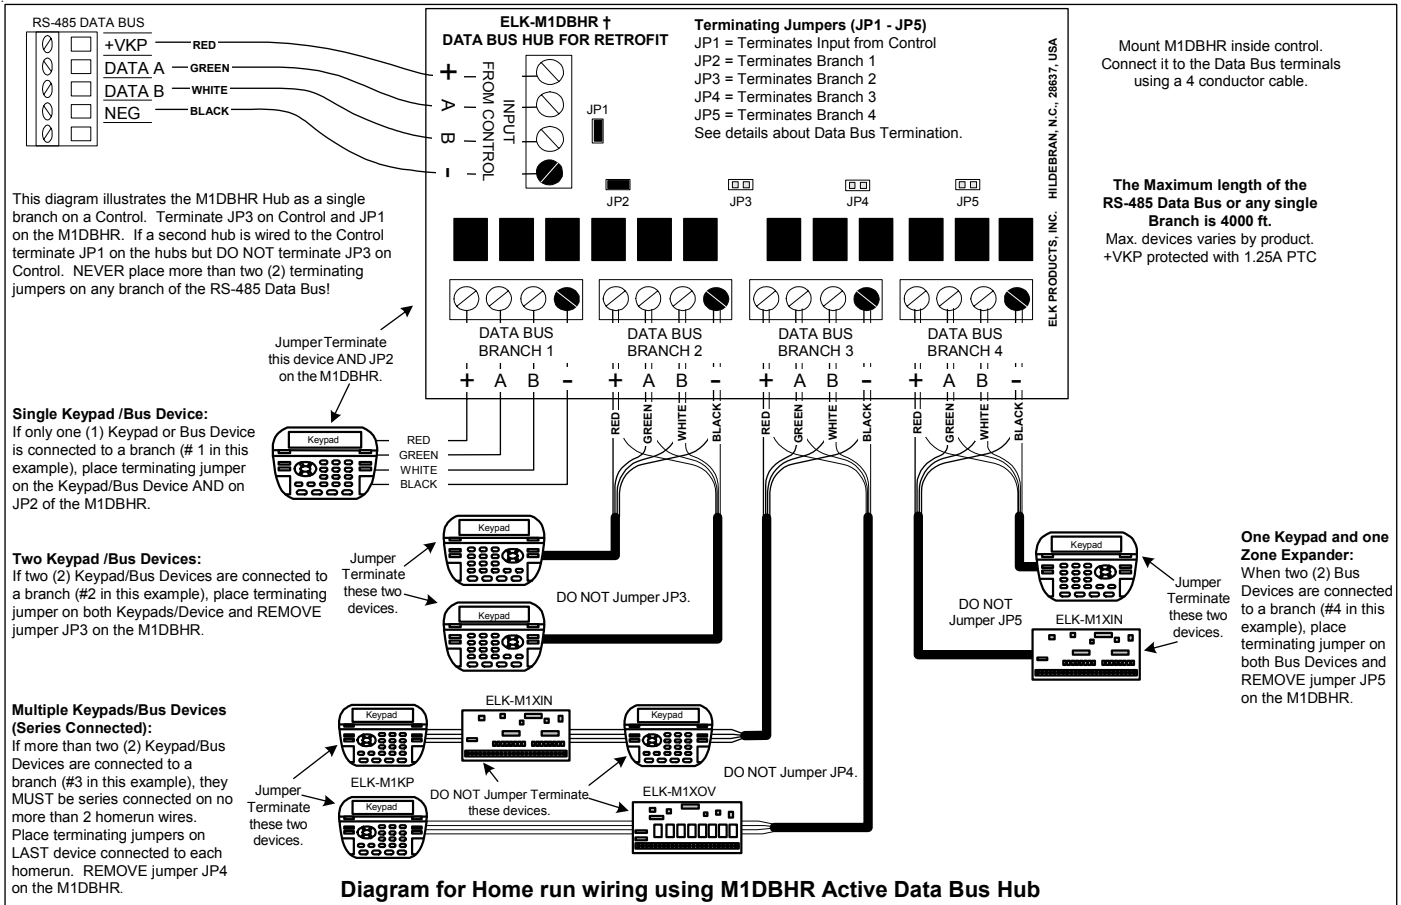 RS-485 DATA BUS
+VKP
DATA A
DATA B
NEG
RED
GREEN
WHITE
BLACK
ELK-M1DBHR †
DATA BUS HUB FOR RETROFIT
+
A
B
-
FROM CONTROL
INPUT
JP1
Terminating Jumpers (JP1 - JP5)
JP1 = Terminates Input from Control
JP2 = Terminates Branch 1
JP3 = Terminates Branch 2
JP4 = Terminates Branch 3
JP5 = Terminates Branch 4
See details about Data Bus Termination.
JP2
JP3
JP4
JP5
ELK PRODUCTS, INC. HILDEBRAN, N.C., 28637, USA
Mount M1DBHR inside control.
Connect it to the Data Bus terminals
using a 4 conductor cable.
The Maximum length of the
RS-485 Data Bus or any single
Branch is 4000 ft.
Max. devices varies by product.
+VKP protected with 1.25A PTC
This diagram illustrates the M1DBHR Hub as a single
branch on a Control. Terminate JP3 on Control and JP1
on the M1DBHR. If a second hub is wired to the Control
terminate JP1 on the hubs but DO NOT terminate JP3 on
Control. NEVER place more than two (2) terminating
jumpers on any branch of the RS-485 Data Bus!
DATA BUS
BRANCH 1
+ A B -
DATA BUS
BRANCH 2
+ A B -
DATA BUS
BRANCH 3
+ A B -
DATA BUS
BRANCH 4
+ A B -
RED
GREEN
WHITE
BLACK
RED
GREEN
WHITE
BLACK
RED
GREEN
WHITE
BLACK
Jumper Terminate
this device AND JP2
on the M1DBHR.
Single Keypad /Bus Device:
If only one (1) Keypad or Bus Device
is connected to a branch (# 1 in this
example), place terminating jumper
on the Keypad/Bus Device AND on
JP2 of the M1DBHR.
Keypad
RED
GREEN
WHITE
BLACK
Two Keypad /Bus Devices:
If two (2) Keypad/Bus Devices are connected to
a branch (#2 in this example), place terminating
jumper on both Keypads/Device and REMOVE
jumper JP3 on the M1DBHR.
Jumper
Terminate
these two
devices.
Keypad
Keypad
DO NOT Jumper JP3.
DO NOT
Jumper JP5
Keypad
ELK-M1XIN
Jumper
Terminate
these two
devices.
One Keypad and one
Zone Expander:
When two (2) Bus
Devices are connected
to a branch (#4 in this
example), place
terminating jumper on
both Bus Devices and
REMOVE jumper JP5
on the M1DBHR.
Multiple Keypads/Bus Devices
(Series Connected):
If more than two (2) Keypad/Bus
Devices are connected to a
branch (#3 in this example), they
MUST be series connected on no
more than 2 homerun wires.
Place terminating jumpers on
LAST device connected to each
homerun. REMOVE jumper JP4
on the M1DBHR.
Jumper
Terminate
these two
devices.
Keypad
ELK-M1XIN
Keypad
ELK-M1KP
Keypad
DO NOT Jumper Terminate
these devices.
ELK-M1XOV
DO NOT Jumper JP4.
Diagram for Home run wiring using M1DBHR Active Data Bus Hub